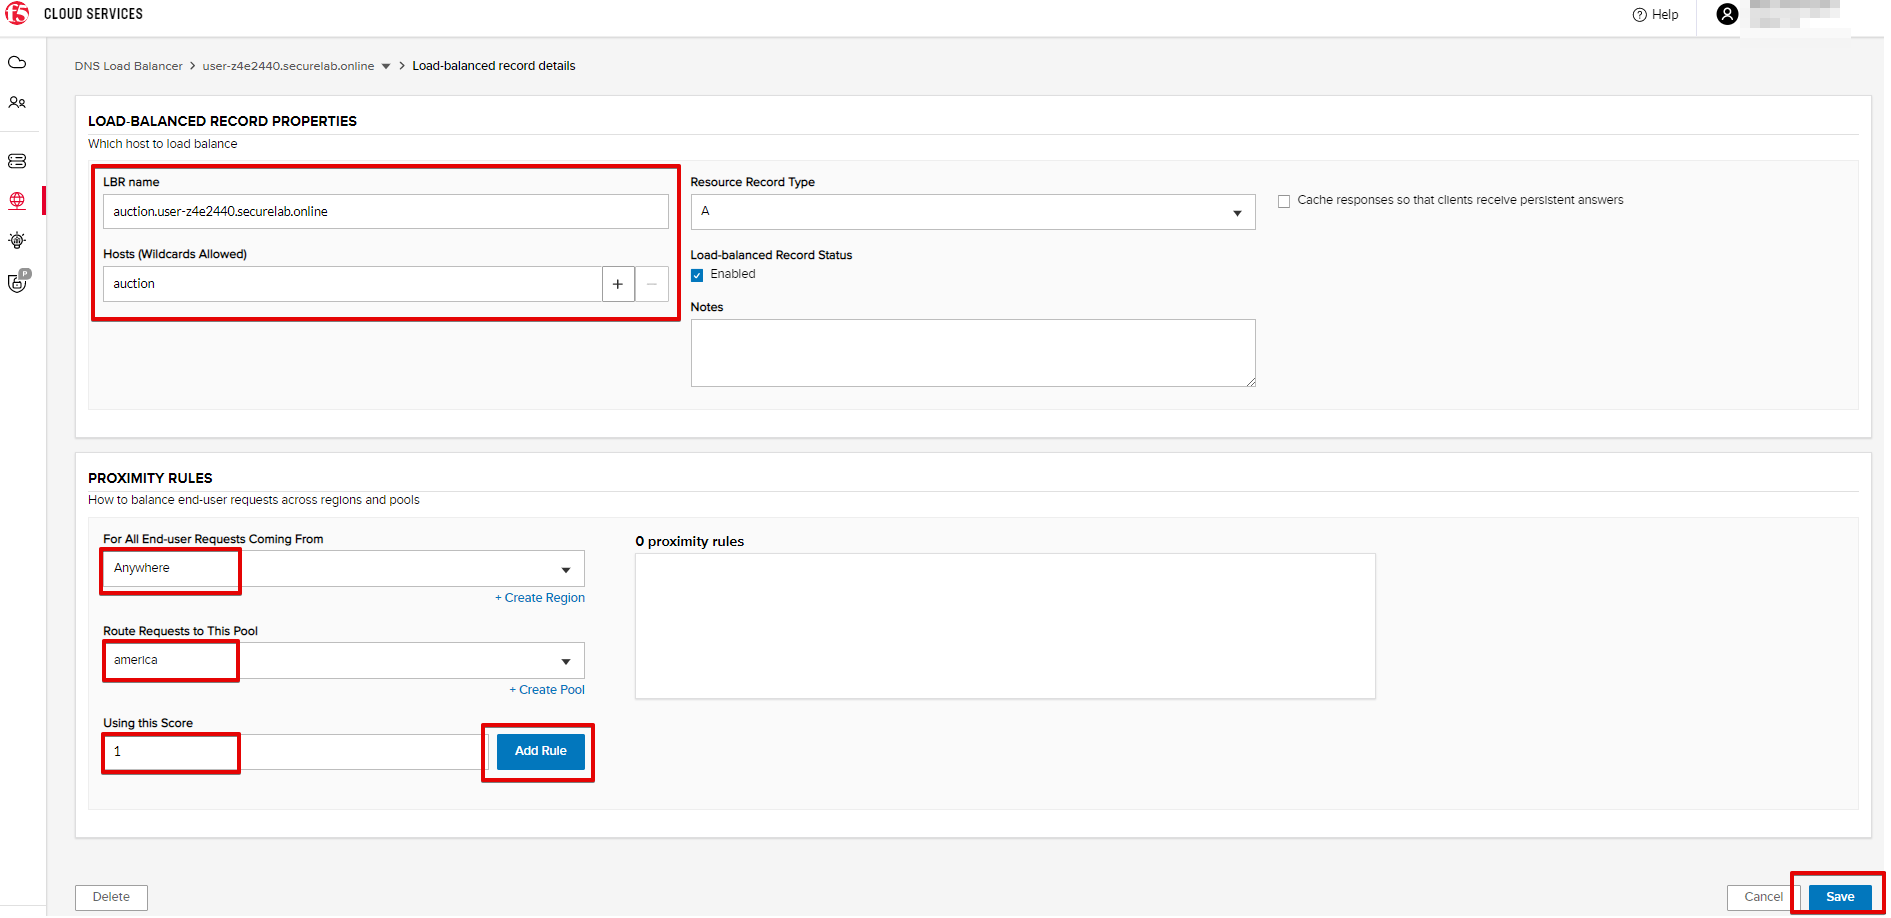 f5 CLOUD SERVICES
Help
DNS Load Balancer > user-z4e2440.securelab.online > Load-balanced record details
P
LOAD-BALANCED RECORD PROPERTIES
Which host to load balance
LBR name
auction.user-z4e2440.securelab.online
Hosts (Wildcards Allowed)
auction
+ −
Resource Record Type
A
Load-balanced Record Status
Enabled
Notes
Cache responses so that clients receive persistent answers
PROXIMITY RULES
How to balance end-user requests across regions and pools
For All End-user Requests Coming From
Anywhere
+ Create Region
Route Requests to This Pool
america
+ Create Pool
Using this Score
1
Add Rule
0 proximity rules
Delete
Cancel
Save